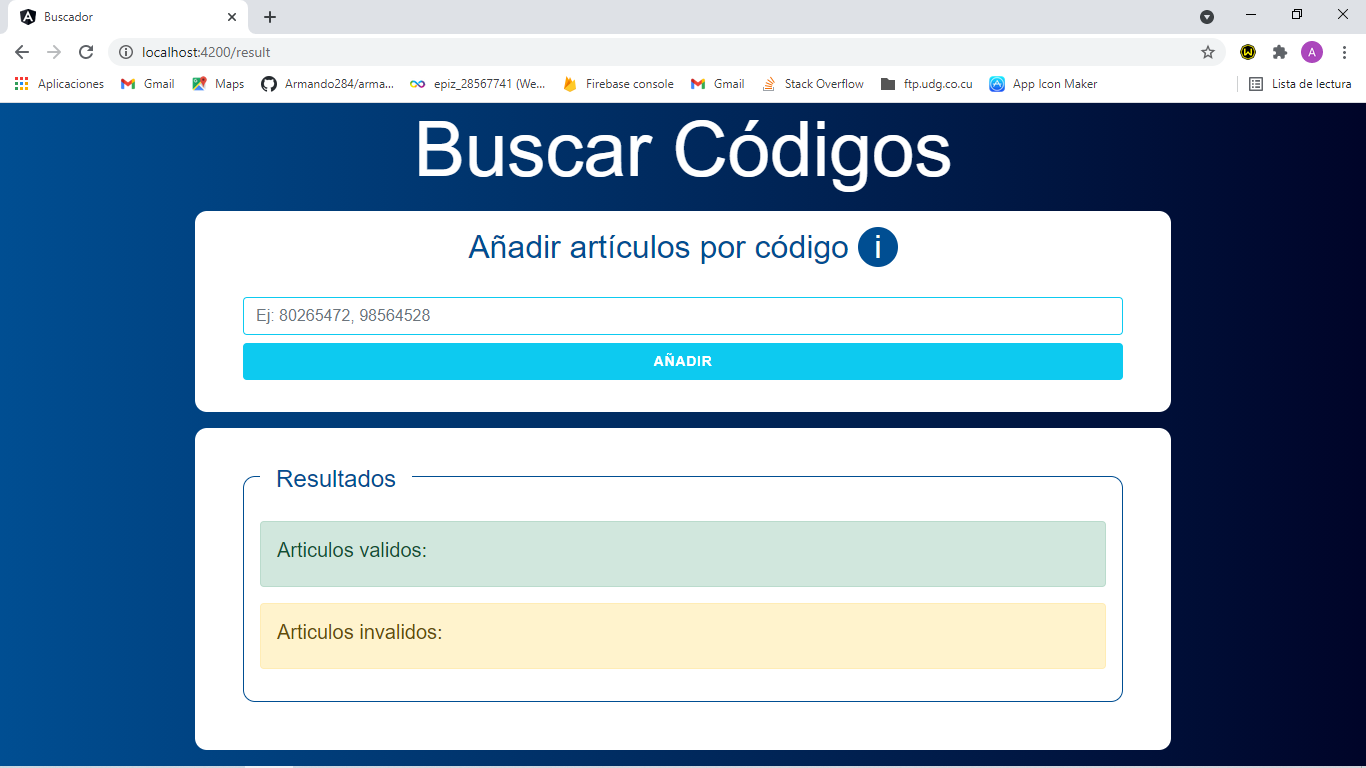 Buscador
localhost:4200/result
A
Aplicaciones
Gmail
Maps
Armando284/arma...
epiz_28567741 (We...
Firebase console
Gmail
Stack Overflow
ftp.udg.co.cu
App Icon Maker
Lista de lectura
Buscar Códigos
Añadir artículos por código i
Ej: 80265472, 98564528
AÑADIR
Resultados
Articulos validos:
Articulos invalidos: